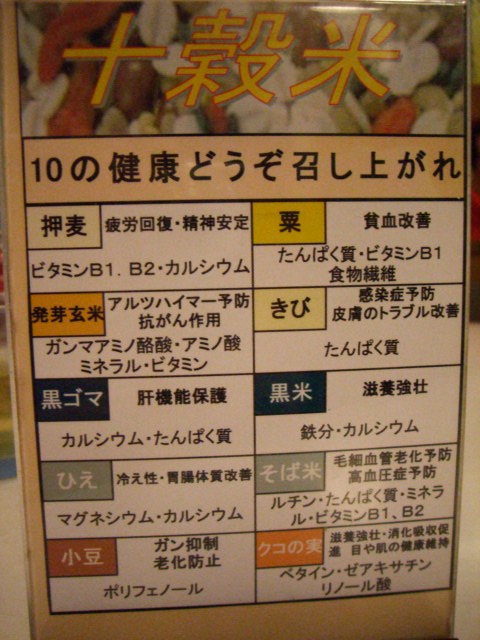 十穀米
10の健康どうぞ召し上がれ
押麦
疲労回復・精神安定
ビタミンB1．B2・カルシウム
粟
貧血改善
たんぱく質・ビタミンB1
食物繊維
発芽玄米
アルツハイマー予防
抗がん作用
ガンマアミノ酪酸・アミノ酸
ミネラル・ビタミン
きび
感染症予防
皮膚のトラブル改善
たんぱく質
黒ゴマ
肝機能保護
カルシウム・たんぱく質
黒米
滋養強壮
鉄分・カルシウム
ひえ
冷え性・胃腸体質改善
マグネシウム・カルシウム
そば米
毛細血管老化予防
高血圧症予防
ルチン・たんぱく質・ミネラ
ル・ビタミンB1、B2
小豆
ガン抑制
老化防止
ポリフェノール
クコの実
滋養強壮・消化吸収促
進 目や肌の健康維持
ベタイン・ゼアキサチン
リノール酸